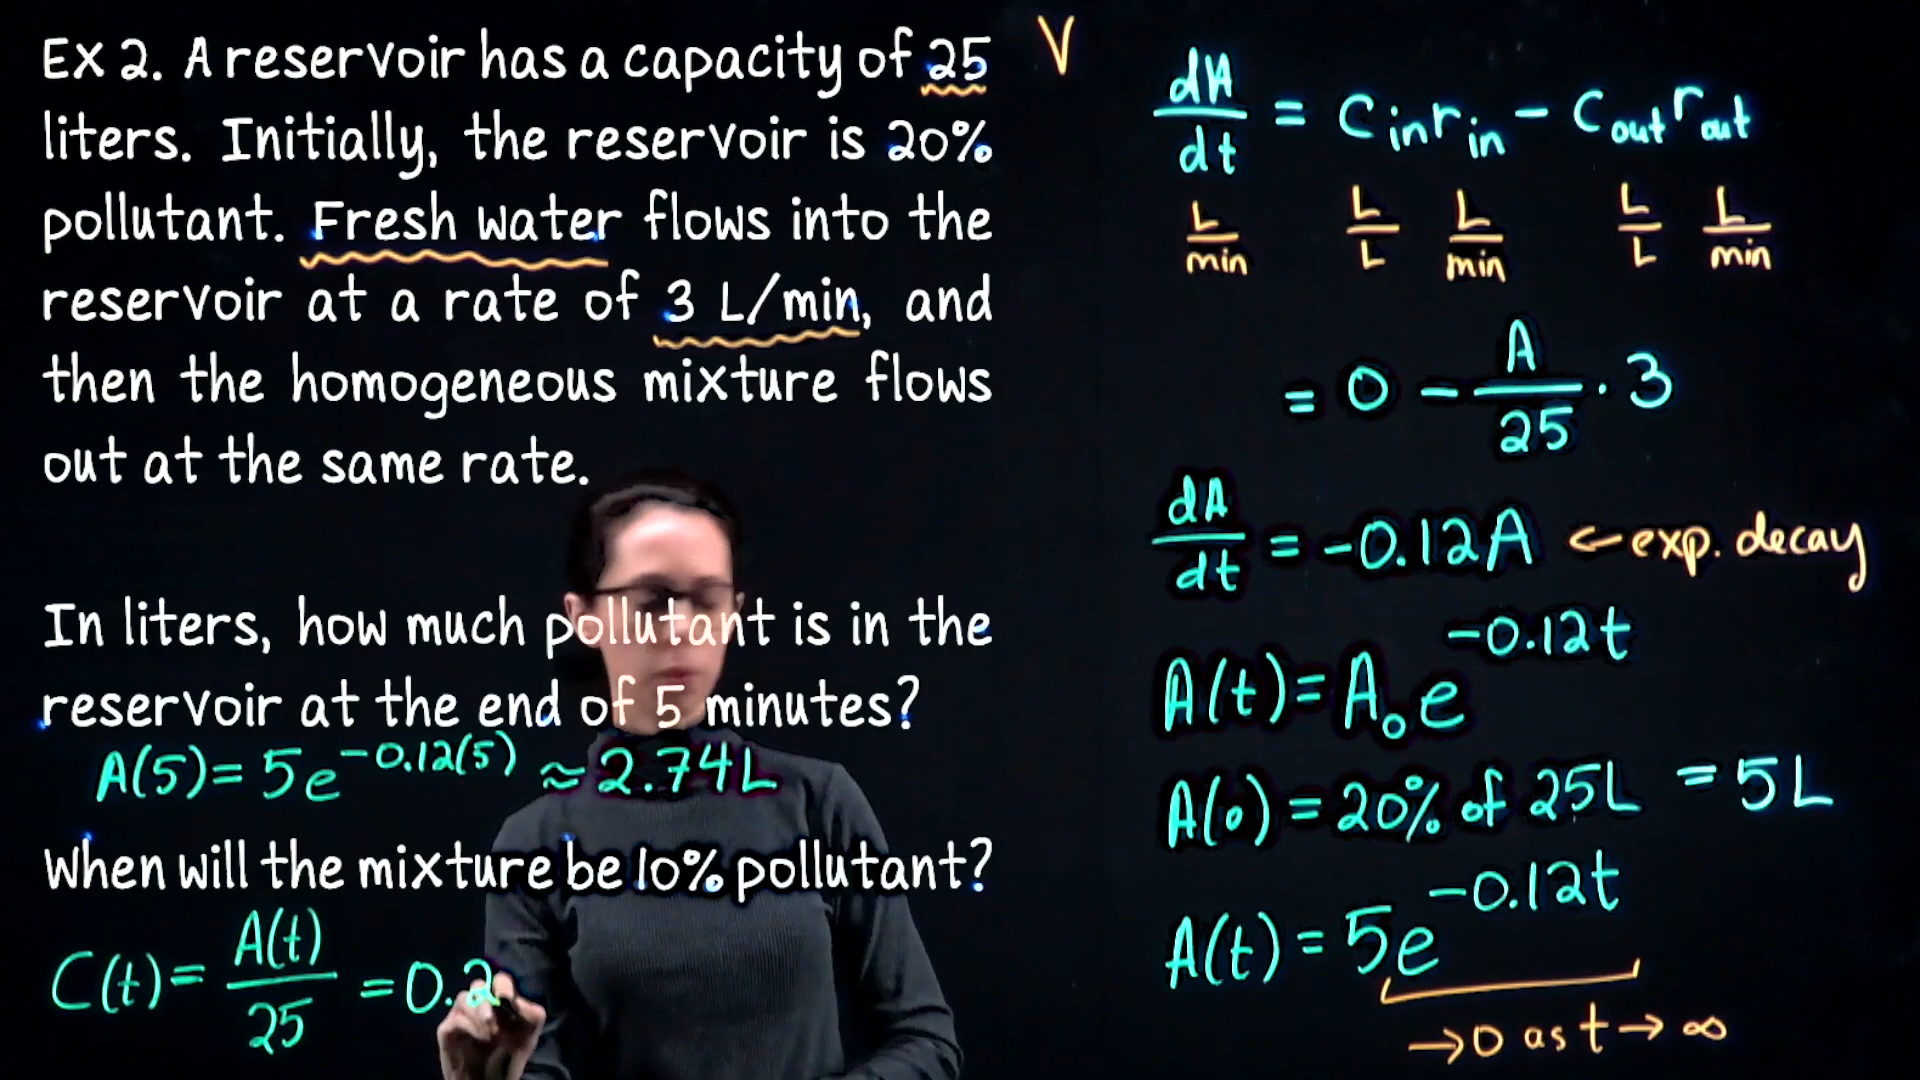 Ex 2. A reservoir has a capacity of 25
liters. Initially, the reservoir is 20%
pollutant. Fresh water flows into the
reservoir at a rate of 3 L/min, and
then the homogeneous mixture flows
out at the same rate.
In liters, how much pollutant is in the
reservoir at the end of 5 minutes?
A(5) = 5e^-0.12(5) ≈ 2.74L
When will the mixture be 10% pollutant?
C(t) = A(t)/25 = 0.2
V
dA/dt = C_in r_in - C_out r_out
L/min L/L L/min L/L L/min
= 0 - A/25 · 3
dA/dt = -0.12A ← exp. decay
A(t) = A₀e^-0.12t
A(0) = 20% of 25L = 5L
A(t) = 5e^-0.12t
→ 0 as t → ∞